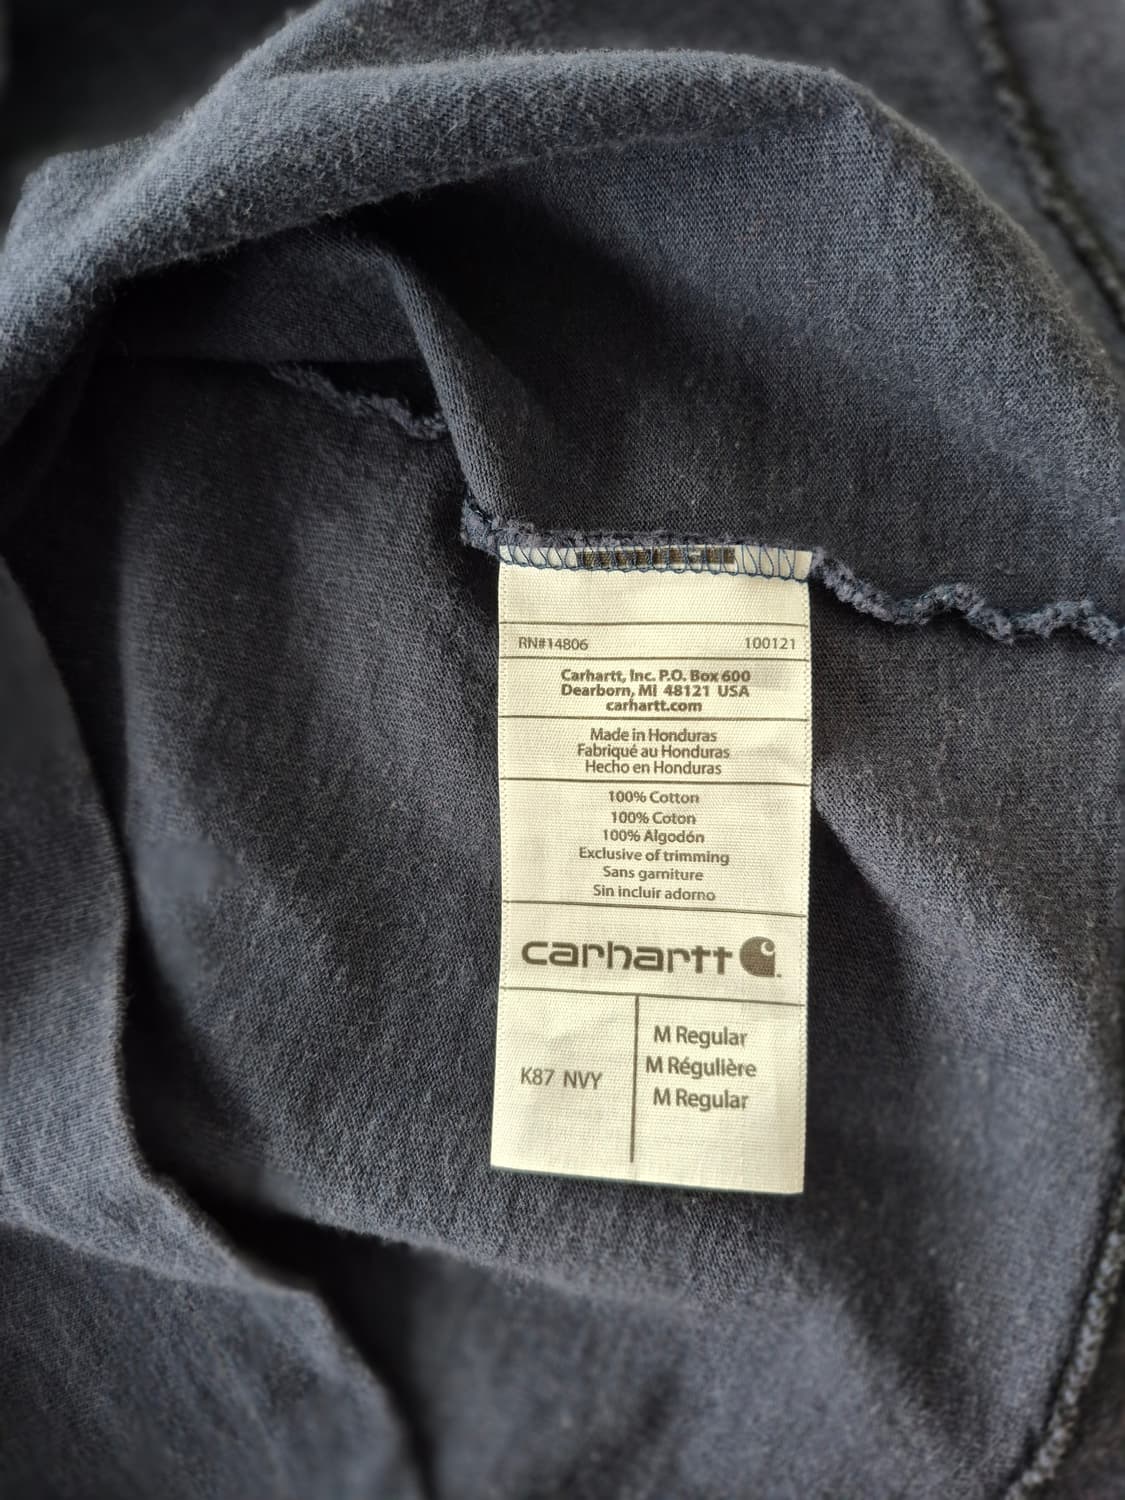 RN#14806 100121
Carhartt, Inc. P.O. Box 600
Dearborn, MI 48121 USA
carhartt.com
Made in Honduras
Fabriqué au Honduras
Hecho en Honduras
100% Cotton
100% Coton
100% Algodón
Exclusive of trimming
Sans garniture
Sin incluir adorno
carhartt
K87 NVY
M Regular
M Régulière
M Regular